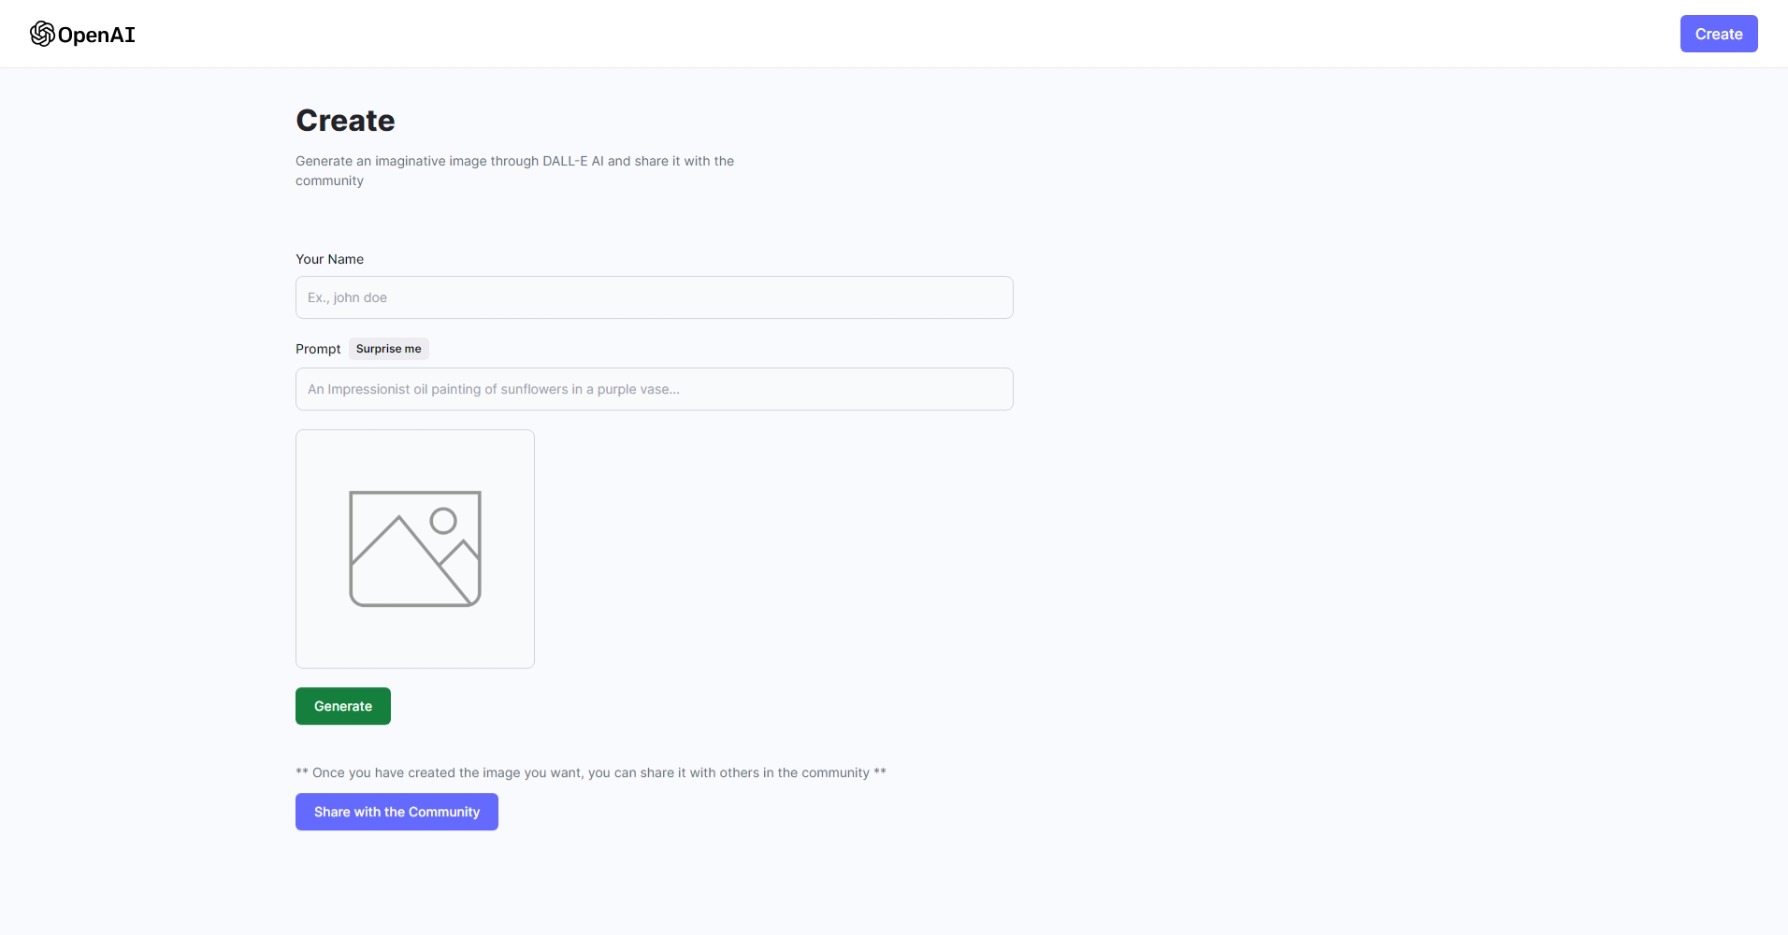 OpenAI
Create
Create
Generate an imaginative image through DALL-E AI and share it with the
community
Your Name
Ex., john doe
Prompt
Surprise me
An Impressionist oil painting of sunflowers in a purple vase...
Generate
** Once you have created the image you want, you can share it with others in the community **
Share with the Community